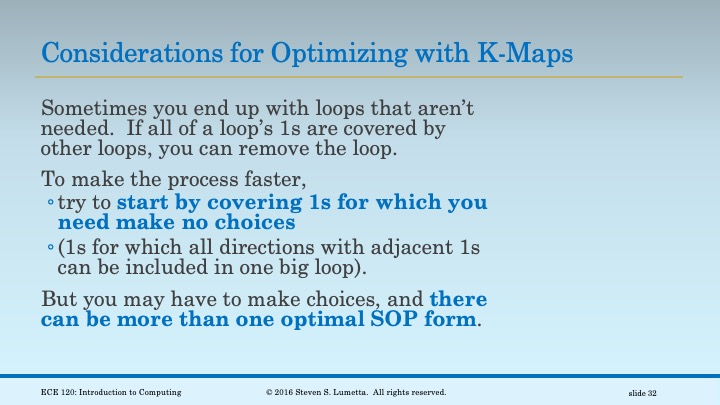 Considerations for Optimizing with K-Maps
Sometimes you end up with loops that aren’t
needed.  If all of a loop’s 1s are covered by
other loops, you can remove the loop.
To make the process faster,
◦try to start by covering 1s for which you
need make no choices
◦(1s for which all directions with adjacent 1s
can be included in one big loop).
But you may have to make choices, and there
can be more than one optimal SOP form.
ECE 120: Introduction to Computing
© 2016 Steven S. Lumetta.  All rights reserved.
slide 32